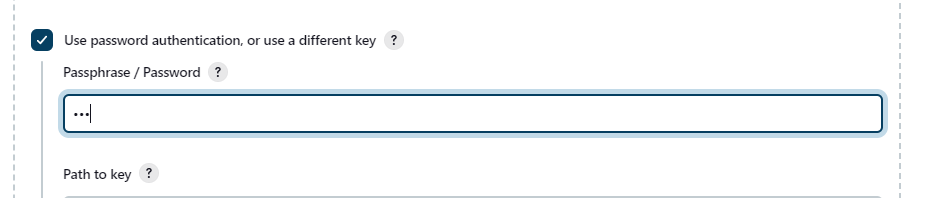 Use password authentication, or use a different key ?
Passphrase / Password ?
•••
Path to key ?